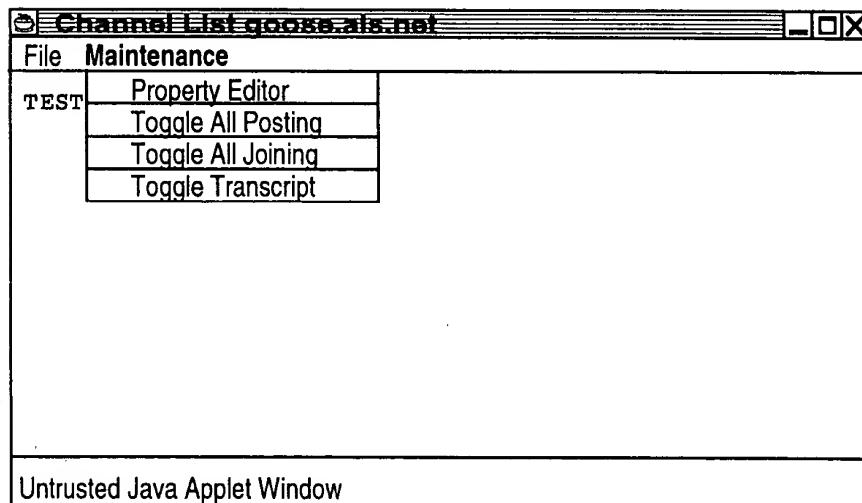 Channel List goose.als.net
File Maintenance
TEST
Property Editor
Toggle All Posting
Toggle All Joining
Toggle Transcript
Untrusted Java Applet Window